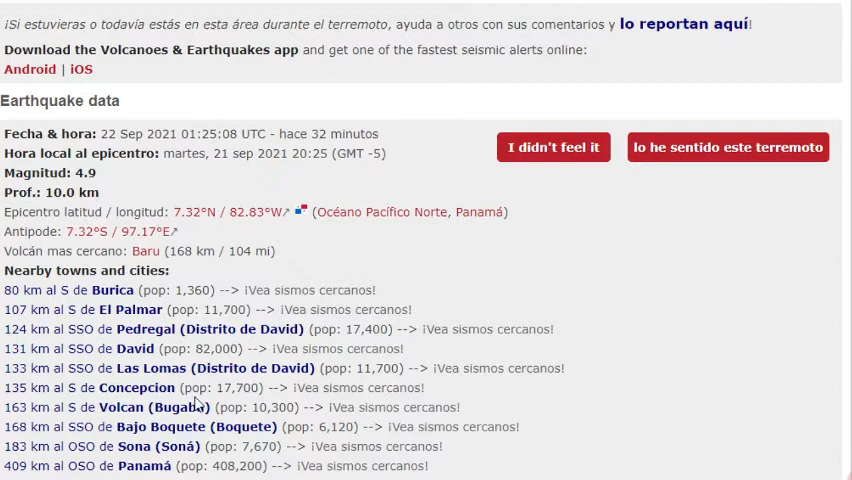 ¡Si estuvieras o todavía estás en esta área durante el terremoto, ayuda a otros con sus comentarios y lo reportan aquí!
Download the Volcanoes & Earthquakes app and get one of the fastest seismic alerts online:
Android | iOS
Earthquake data
Fecha & hora: 22 Sep 2021 01:25:08 UTC - hace 32 minutos
I didn't feel it
lo he sentido este terremoto
Hora local al epicentro: martes, 21 sep 2021 20:25 (GMT -5)
Magnitud: 4.9
Prof.: 10.0 km
Epicentro latitud / longitud: 7.32°N / 82.83°W↗ (Océano Pacífico Norte, Panamá)
Antipode: 7.32°S / 97.17°E↗
Volcán mas cercano: Baru (168 km / 104 mi)
Nearby towns and cities:
80 km al S de Burica (pop: 1,360) --> ¡Vea sismos cercanos!
107 km al S de El Palmar (pop: 11,700) --> ¡Vea sismos cercanos!
124 km al SSO de Pedregal (Distrito de David) (pop: 17,400) --> ¡Vea sismos cercanos!
131 km al SSO de David (pop: 82,000) --> ¡Vea sismos cercanos!
133 km al SSO de Las Lomas (Distrito de David) (pop: 11,700) --> ¡Vea sismos cercanos!
135 km al S de Concepcion (pop: 17,700) --> ¡Vea sismos cercanos!
163 km al S de Volcan (Bugaba) (pop: 10,300) --> ¡Vea sismos cercanos!
168 km al SSO de Bajo Boquete (Boquete) (pop: 6,120) --> ¡Vea sismos cercanos!
183 km al OSO de Sona (Soná) (pop: 7,670) --> ¡Vea sismos cercanos!
409 km al OSO de Panamá (pop: 408,200) --> ¡Vea sismos cercanos!